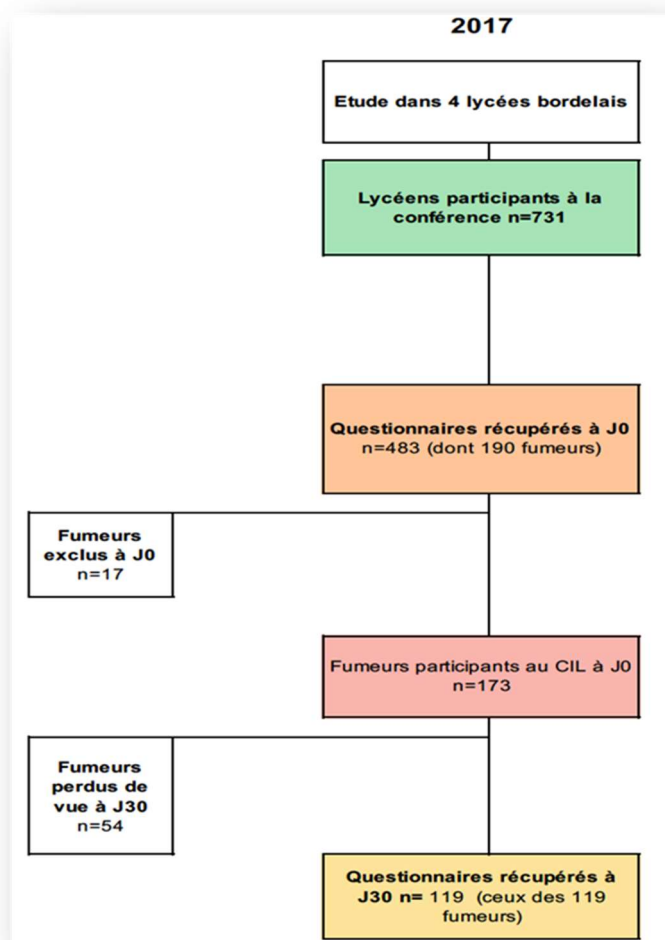 2017
Etude dans 4 lycées bordelais
Lycéens participants à la
conférence n=731
Questionnaires récupérés à J0
n=483 (dont 190 fumeurs)
Fumeurs
exclus à J0
n=17
Fumeurs participants au CIL à J0
n=173
Fumeurs
perdus de
vue à J30
n=54
Questionnaires récupérés à
J30 n= 119 (ceux des 119
fumeurs)